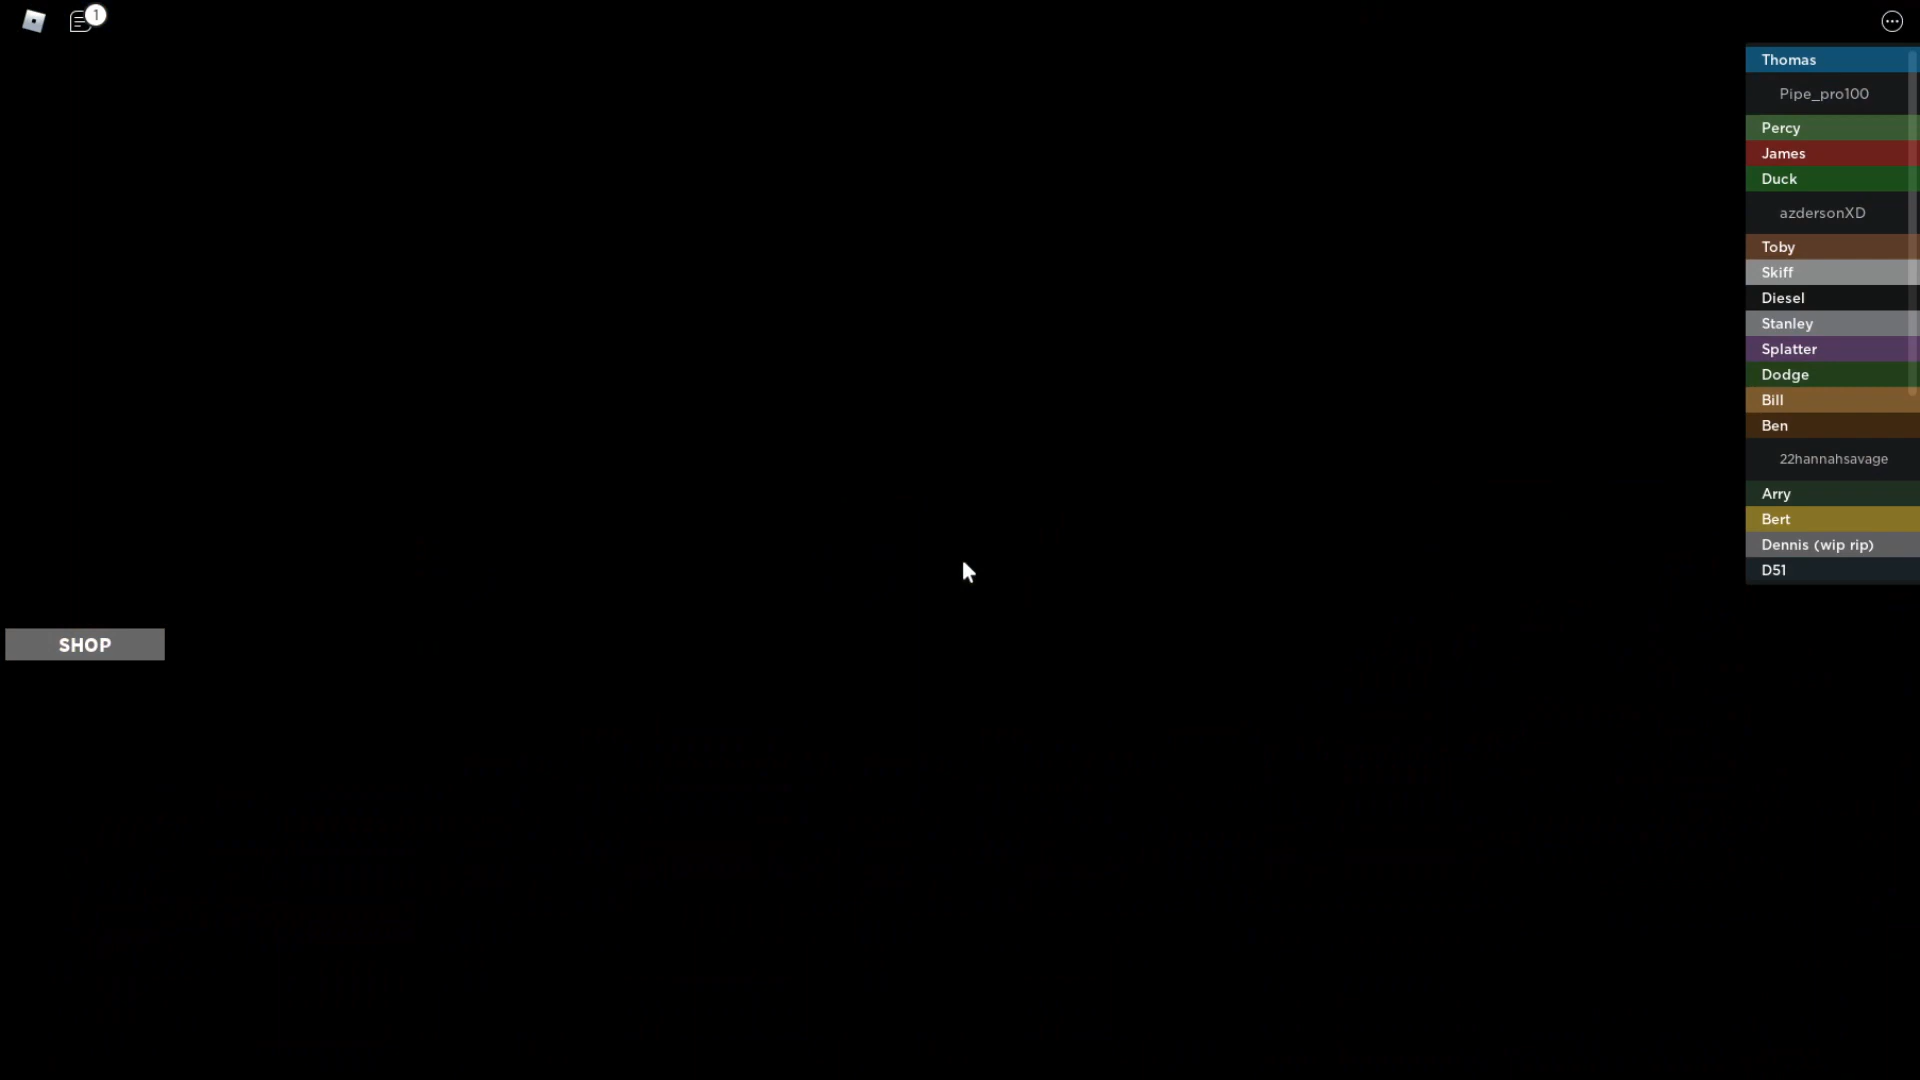 1
Thomas
Pipe_pro100
Percy
James
Duck
azdersonXD
Toby
Skiff
Diesel
Stanley
Splatter
Dodge
Bill
Ben
22hannahsavage
Arry
Bert
Dennis (wip rip)
D51
SHOP